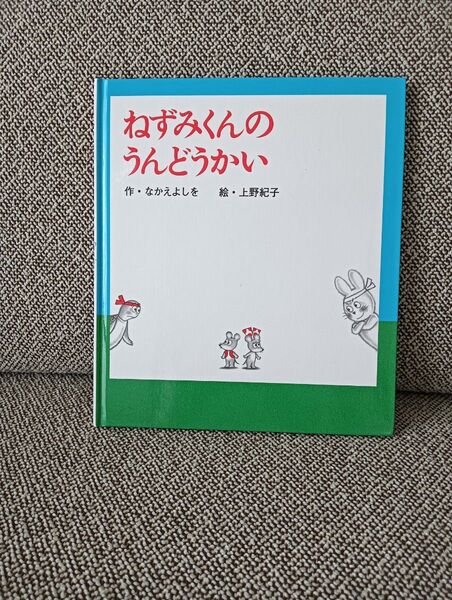 ねずみくんの
うんどうかい
作・なかえよしを 絵・上野紀子